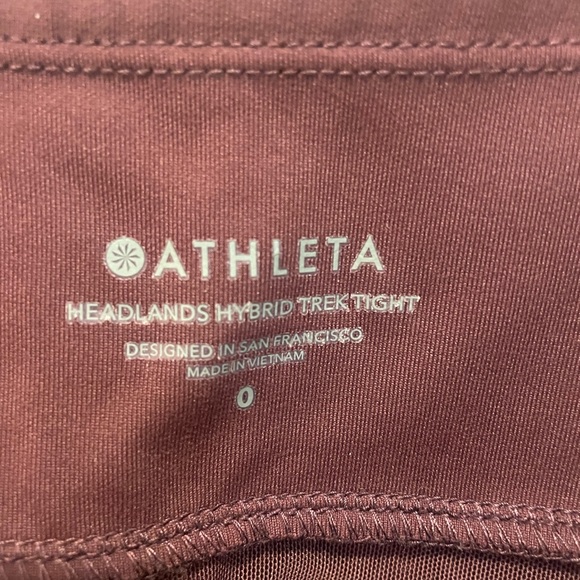 ATHLETA
HEADLANDS HYBRID TREK TIGHT
DESIGNED IN SAN FRANCISCO
MADE IN VIETNAM
0